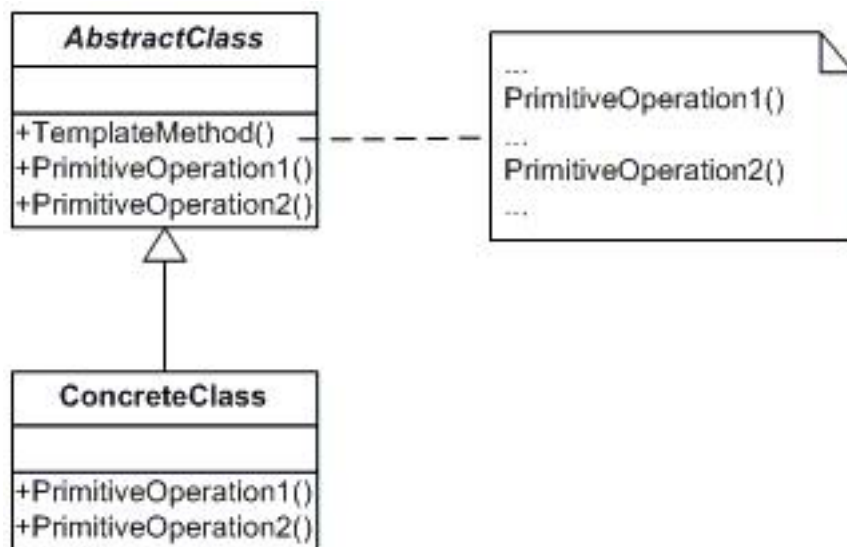 AbstractClass
+TemplateMethod()
+PrimitiveOperation1()
+PrimitiveOperation2()
...
PrimitiveOperation1()
...
PrimitiveOperation2()
...
ConcreteClass
+PrimitiveOperation1()
+PrimitiveOperation2()